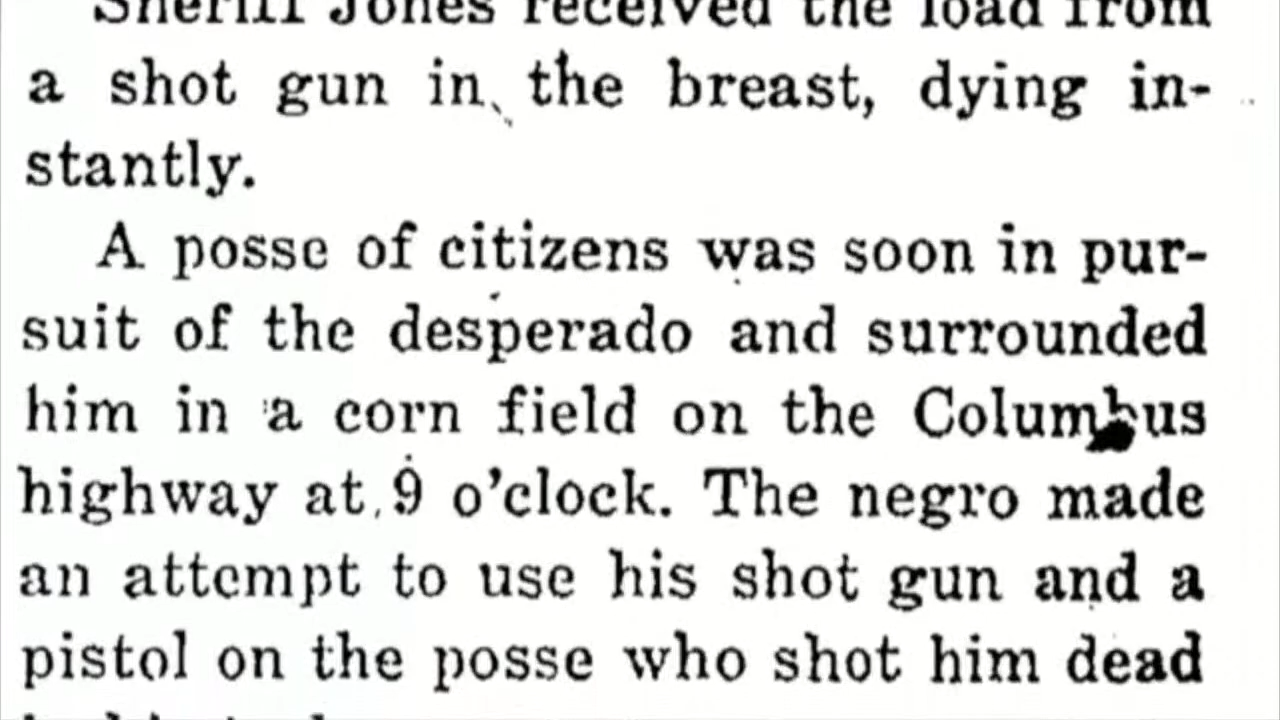 Sheriff Jones received the load from
a shot gun in the breast, dying in-
stantly.
A posse of citizens was soon in pur-
suit of the desperado and surrounded
him in a corn field on the Columbus
highway at 9 o'clock. The negro made
an attempt to use his shot gun and a
pistol on the posse who shot him dead